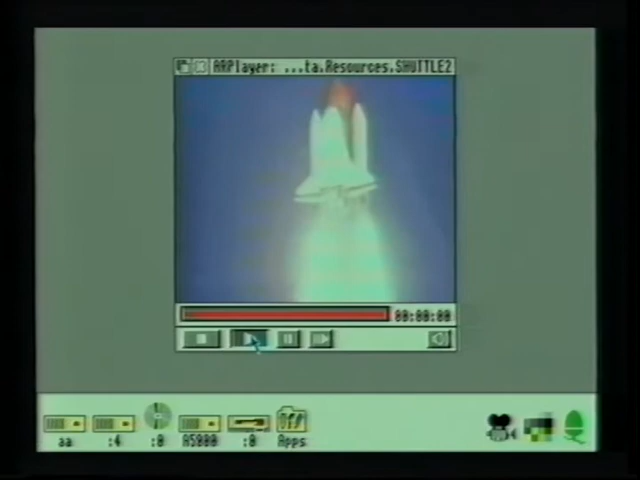 ARPlayer: ...ta.Resources.SHUTTLE2
00:00:00
aa :4 :0 A5000 :0 Apps